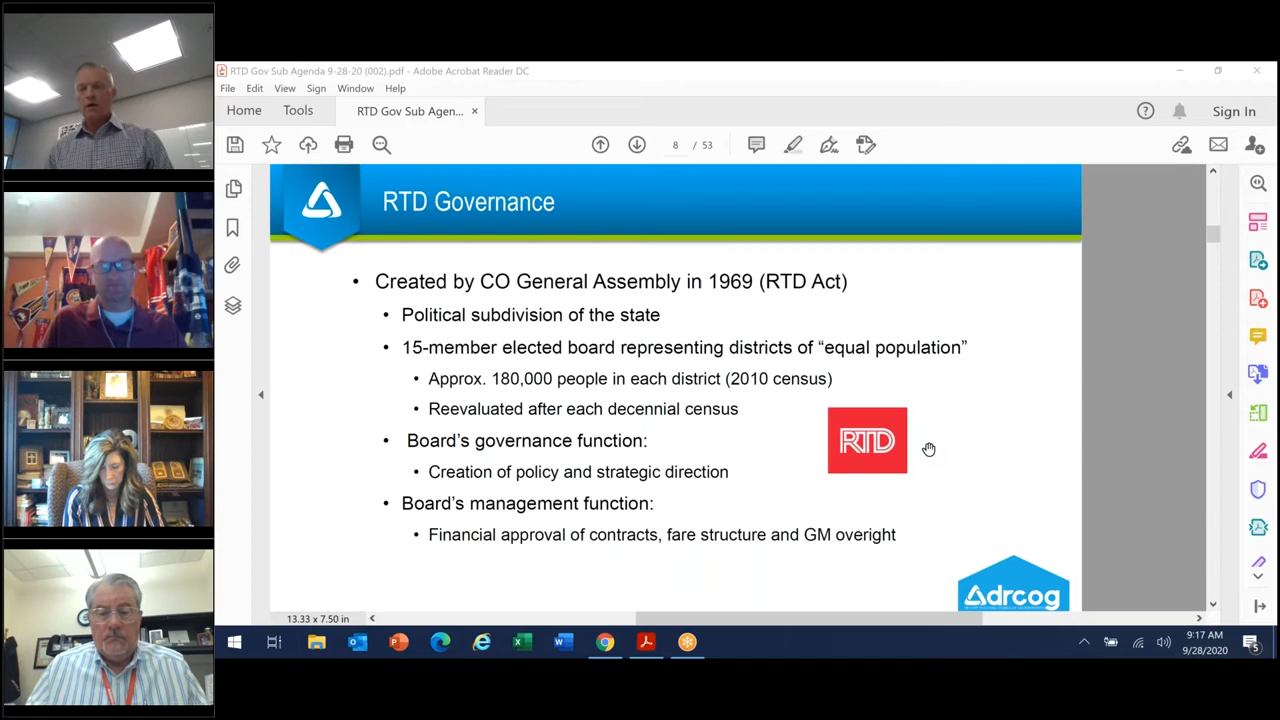 RTD Gov Sub Agenda 9-28-20 (002).pdf - Adobe Acrobat Reader DC
File Edit View Sign Window Help
Home Tools RTD Gov Sub Agen... ×
Sign In
8 / 53
RTD Governance
• Created by CO General Assembly in 1969 (RTD Act)
• Political subdivision of the state
• 15-member elected board representing districts of “equal population”
• Approx. 180,000 people in each district (2010 census)
• Reevaluated after each decennial census
• Board’s governance function:
• Creation of policy and strategic direction
• Board’s management function:
• Financial approval of contracts, fare structure and GM overight
RTD
drcog
13.33 x 7.50 in
9:17 AM
9/28/2020
5